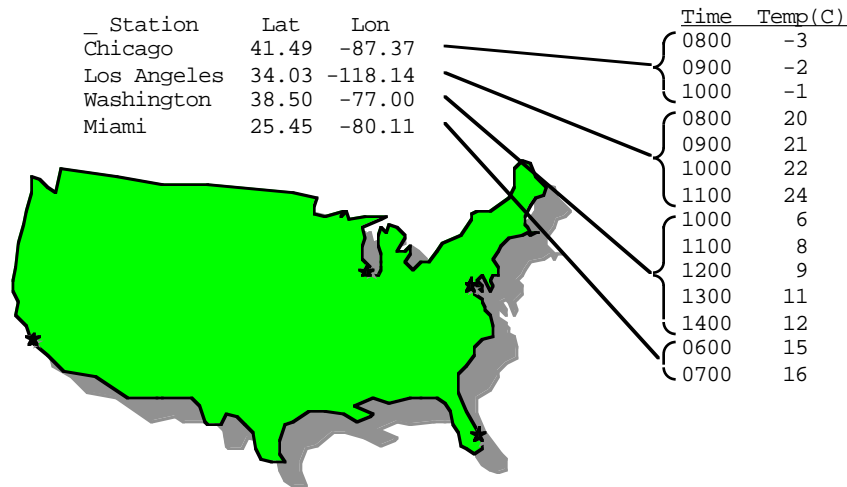 _ Station Lat Lon
Chicago 41.49 -87.37
Los Angeles 34.03 -118.14
Washington 38.50 -77.00
Miami 25.45 -80.11
Time Temp(C)
0800 -3
0900 -2
1000 -1
0800 20
0900 21
1000 22
1100 24
1000 6
1100 8
1200 9
1300 11
1400 12
0600 15
0700 16